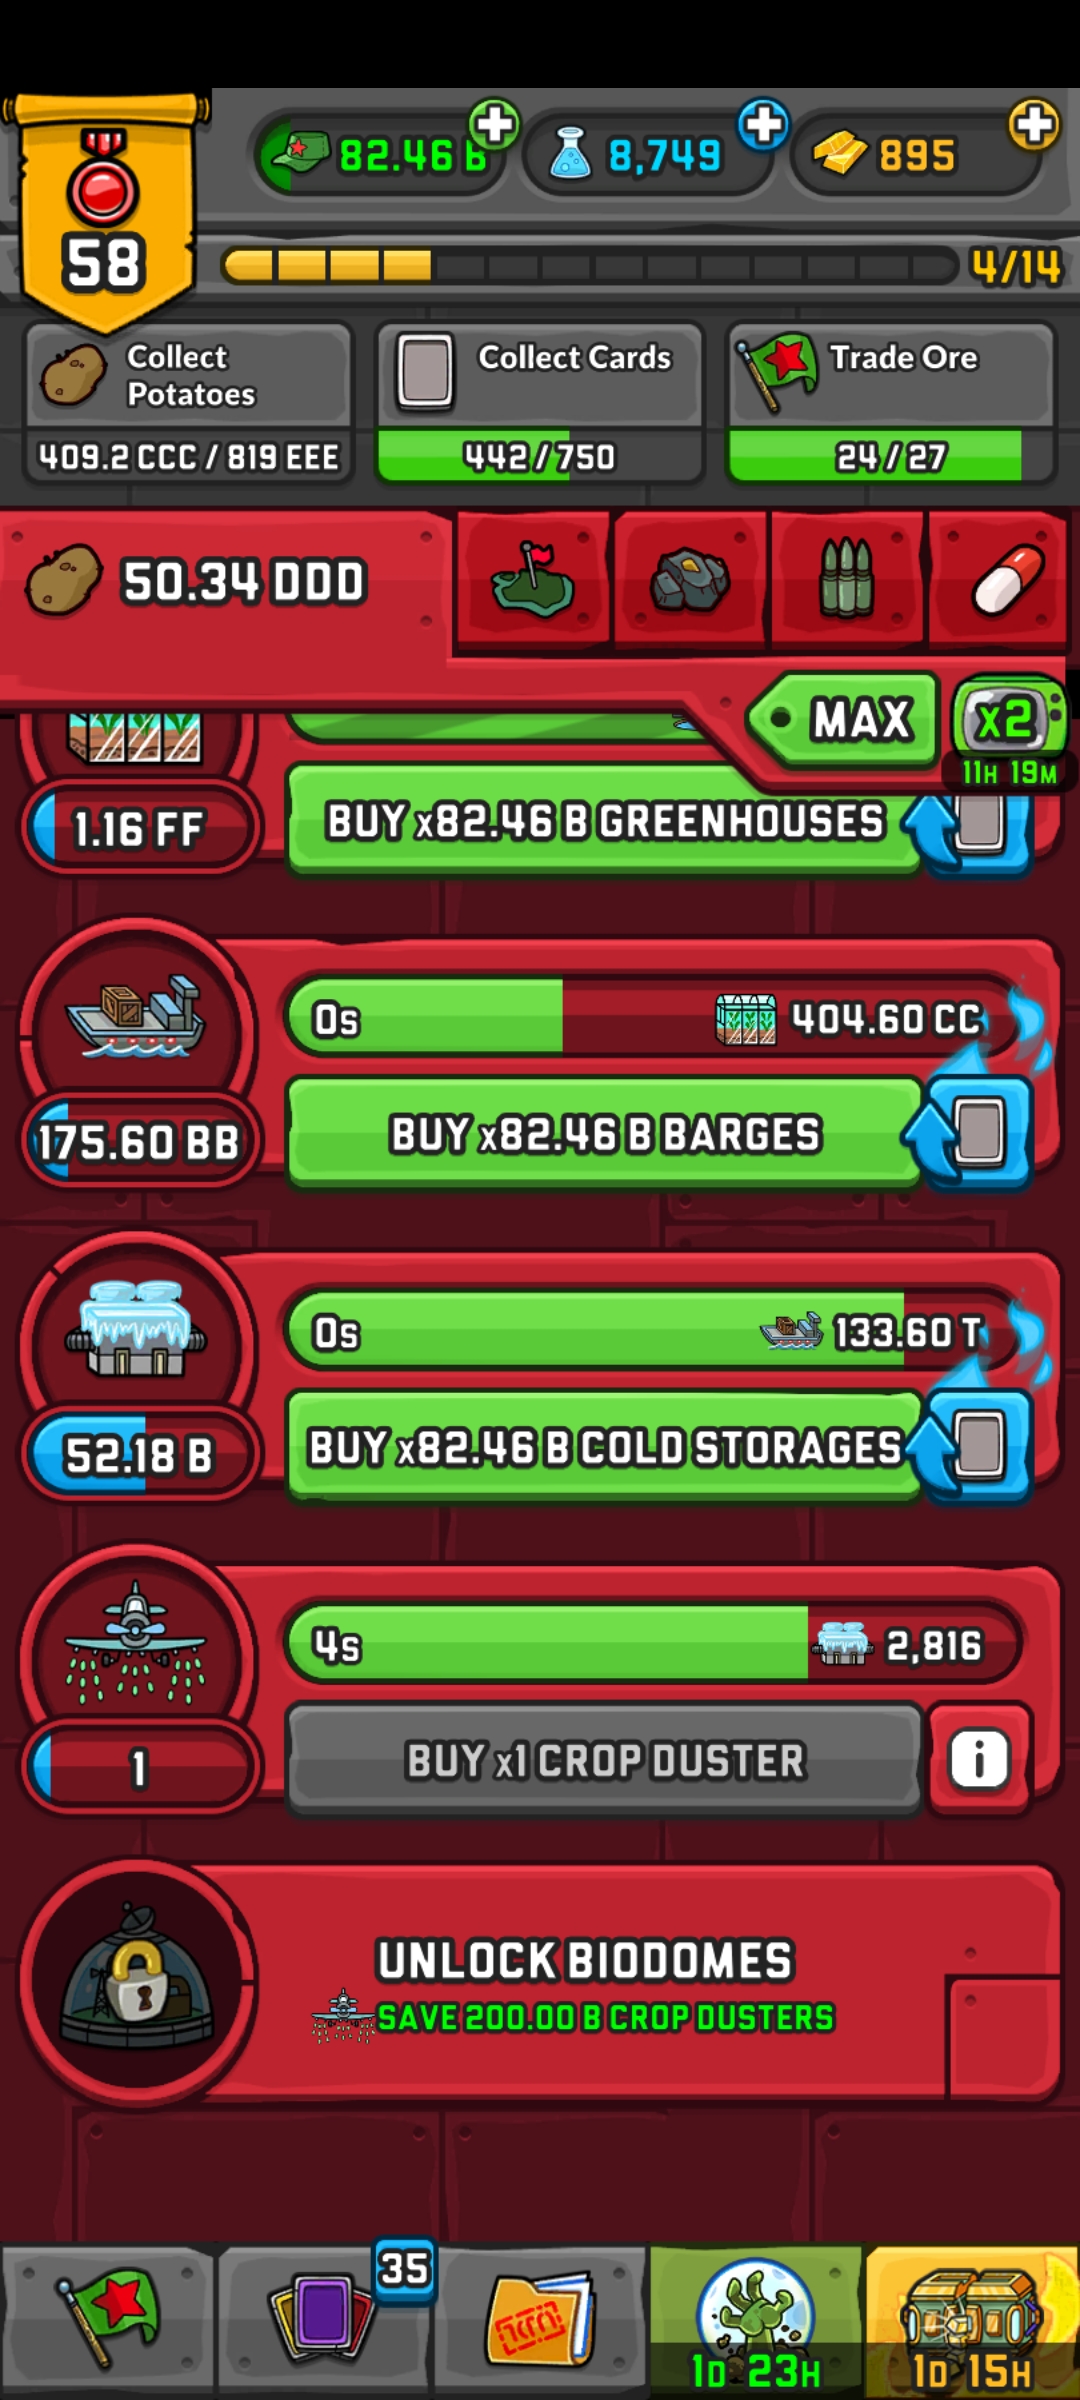 82.46 B
8,749
895
58
4/14
Collect Potatoes
409.2 CCC / 819 EEE
Collect Cards
442/750
Trade Ore
24/27
50.34 DDD
MAX
x2
11H 19M
1.16 FF
BUY x82.46 B GREENHOUSES
0s
404.60 CC
175.60 BB
BUY x82.46 B BARGES
0s
133.60 T
52.18 B
BUY x82.46 B COLD STORAGES
4s
2,816
1
BUY x1 CROP DUSTER
i
UNLOCK BIODOMES
SAVE 200.00 B CROP DUSTERS
35
1D 23H
1D 15H